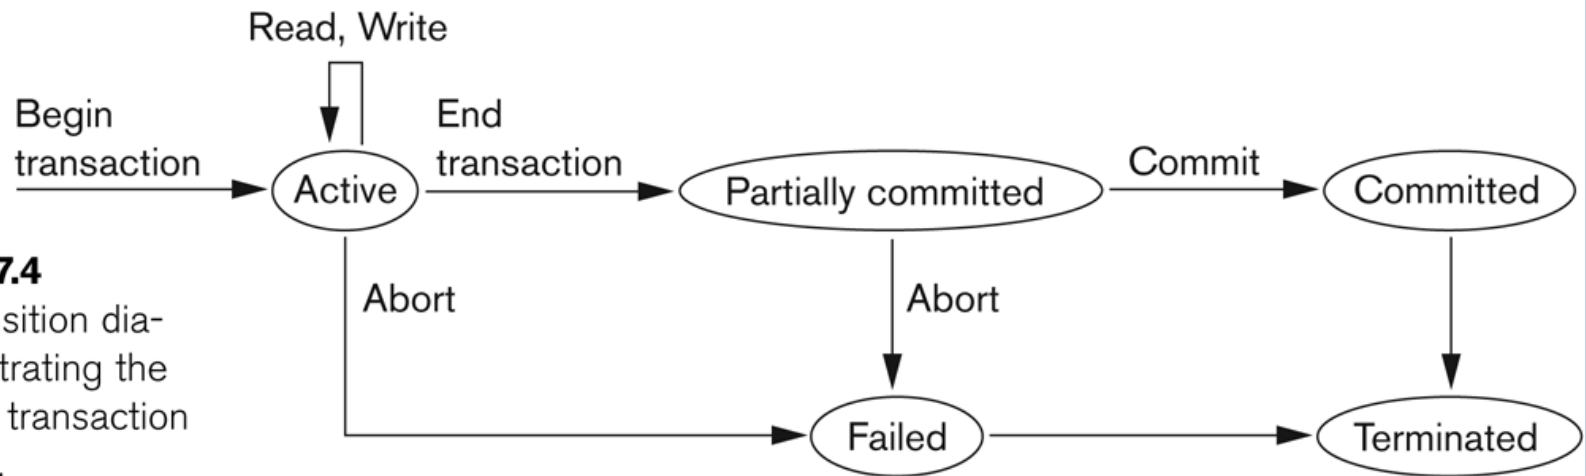 Read, Write
Begin
transaction
End
transaction
Active
Partially committed
Commit
Committed
Abort
Abort
7.4
sition dia-
trating the
transaction
Failed
Terminated